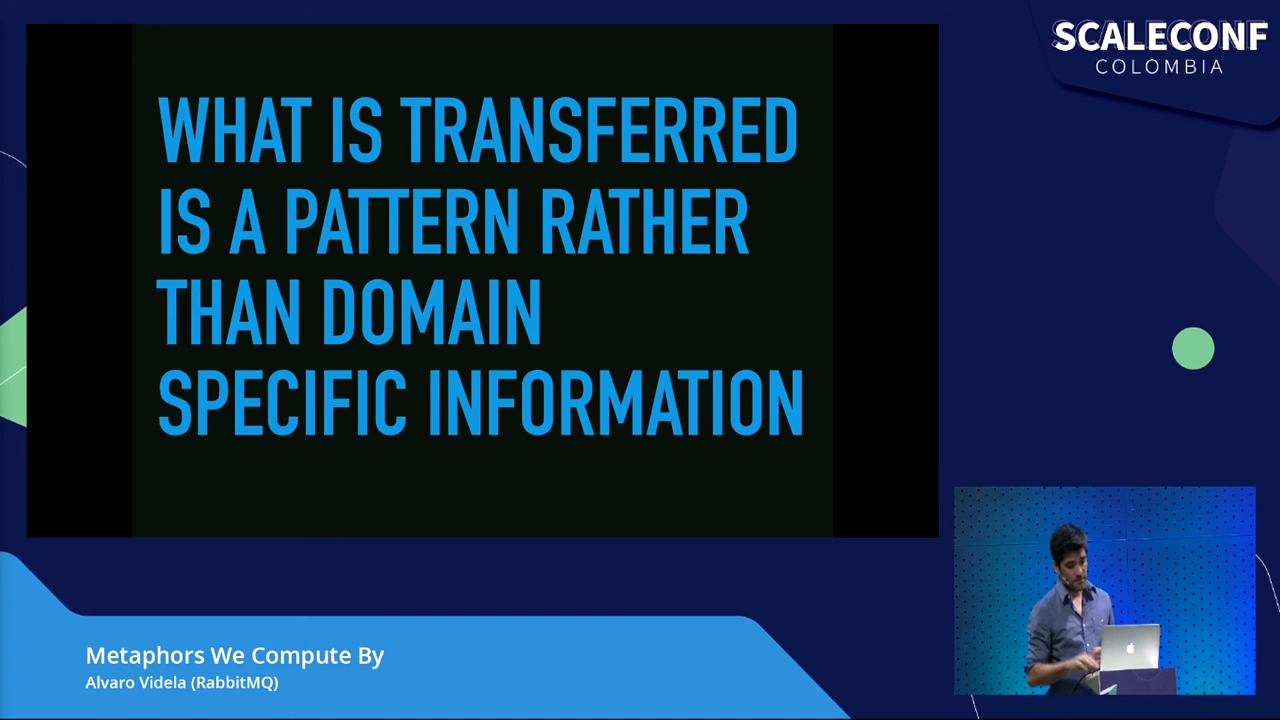 SCALECONF
COLOMBIA
WHAT IS TRANSFERRED
IS A PATTERN RATHER
THAN DOMAIN
SPECIFIC INFORMATION
Metaphors We Compute By
Alvaro Videla (RabbitMQ)